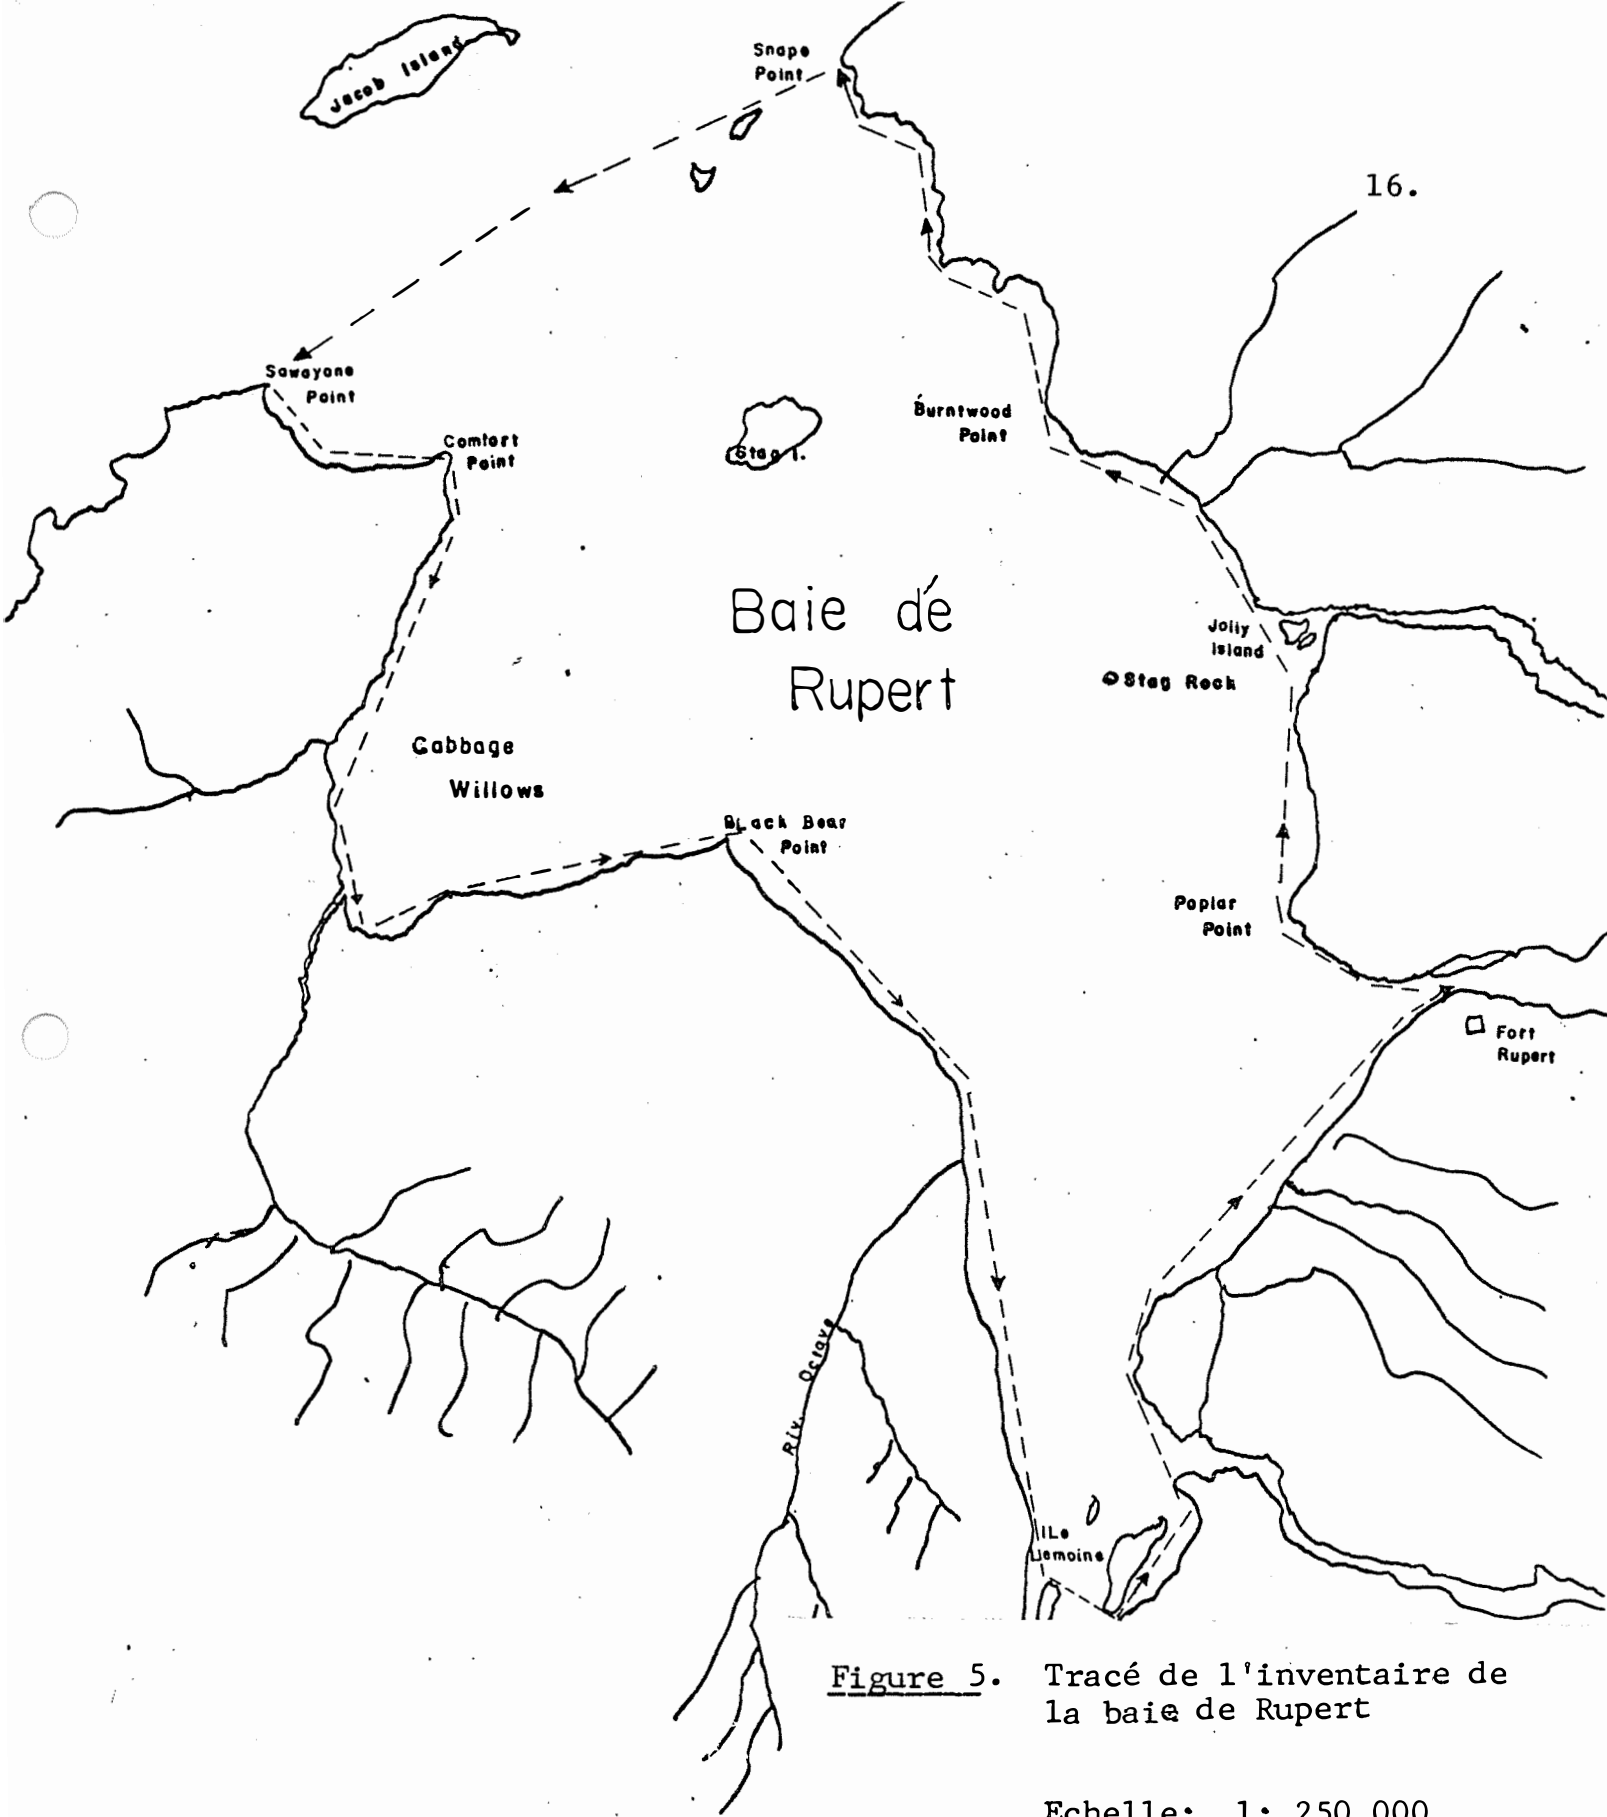 Jacob Island
Snape
Point
16.
Sawayane
Point
Comfort
Point
Stag I.
Burntwood
Point
Baie de
Rupert
Jolly
Island
Stag Rock
Cabbage
Willows
Black Bear
Point
Poplar
Point
Fort
Rupert
Riv. Octave
ILe
Lemoine
Figure 5. Tracé de l'inventaire de
la baie de Rupert
Echelle: 1: 250 000